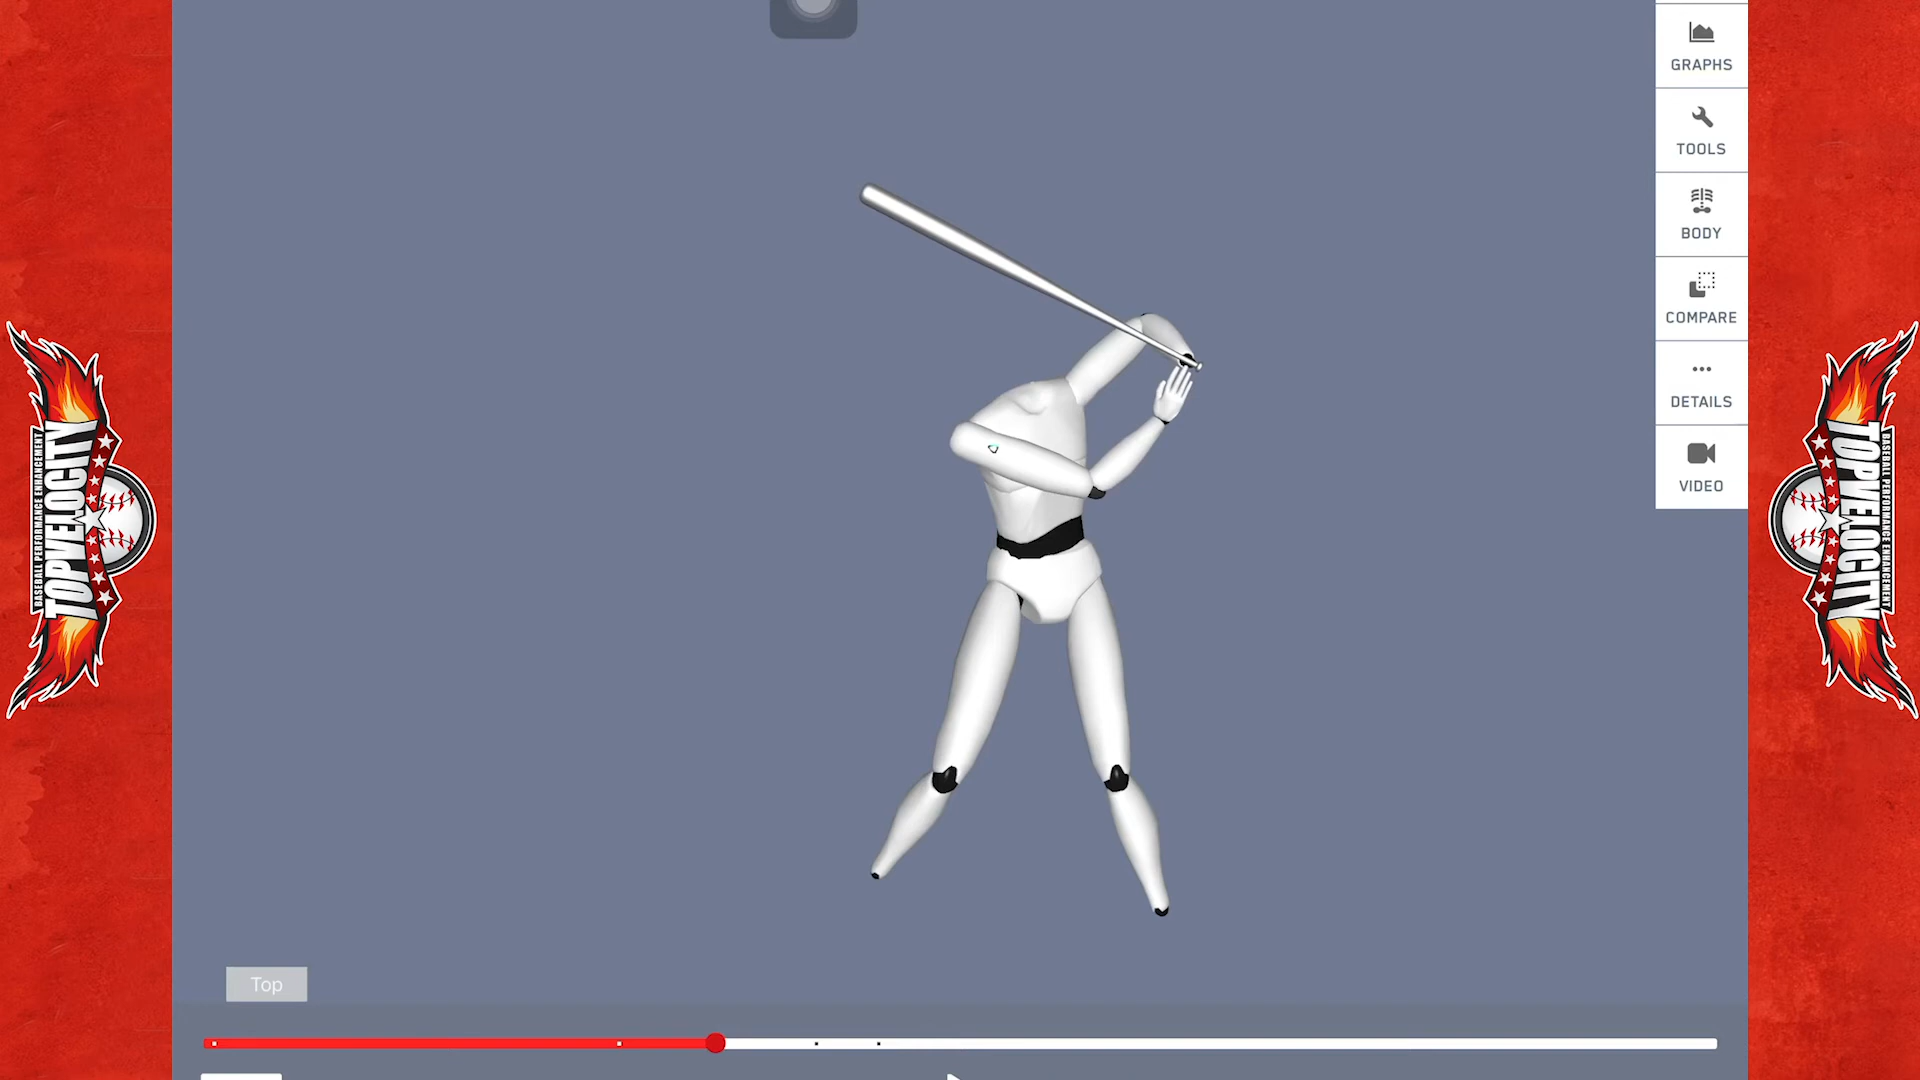 GRAPHS
TOOLS
BODY
COMPARE
DETAILS
VIDEO
Top
BASEBALL PERFORMANCE ENHANCEMENT
TOPVELOCITY
BASEBALL PERFORMANCE ENHANCEMENT
TOPVELOCITY